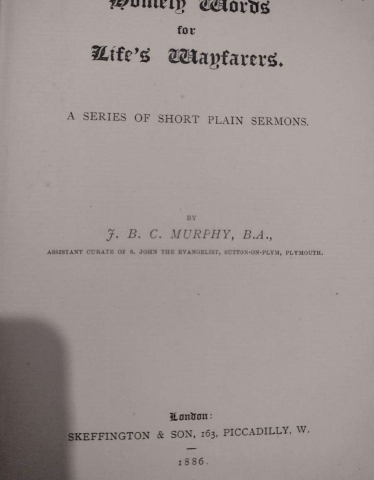 Homely Words
for
Life's Wayfarers.
A SERIES OF SHORT PLAIN SERMONS.
BY
J. B. C. MURPHY, B.A.,
ASSISTANT CURATE OF S. JOHN THE EVANGELIST, SUTTON-ON-PLYM, PLYMOUTH.
London:
SKEFFINGTON & SON, 163, PICCADILLY, W.
1886.